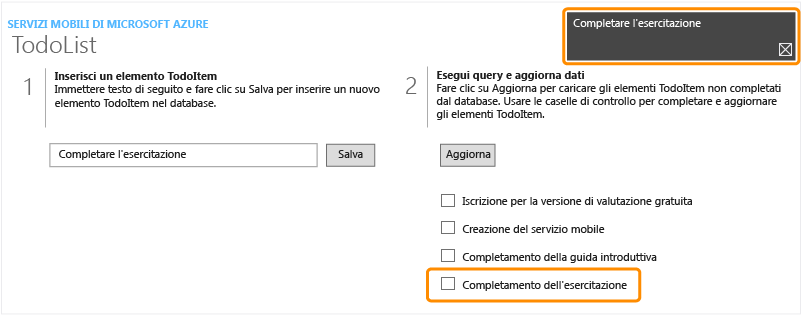 SERVIZI MOBILI DI MICROSOFT AZURE
TodoList
Completare l'esercitazione
1
Inserisci un elemento TodoItem
Immettere testo di seguito e fare clic su Salva per inserire un nuovo
elemento TodoItem nel database.
Completare l'esercitazione
Salva
2
Esegui query e aggiorna dati
Fare clic su Aggiorna per caricare gli elementi TodoItem non completati
dal database. Usare le caselle di controllo per completare e aggiornare
gli elementi TodoItem.
Aggiorna
Iscrizione per la versione di valutazione gratuita
Creazione del servizio mobile
Completamento della guida introduttiva
Completamento dell'esercitazione